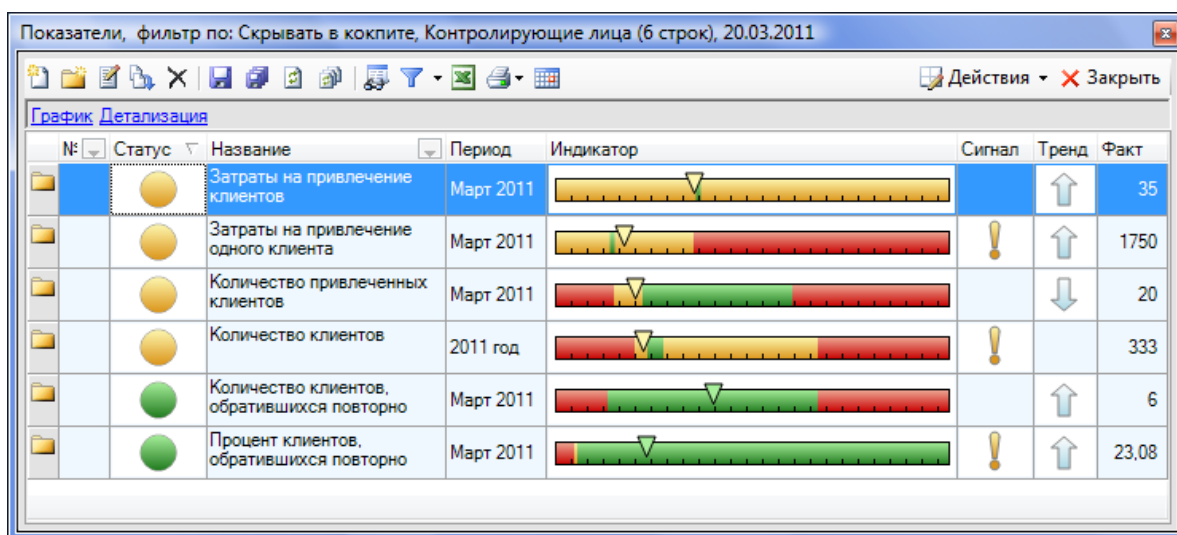 Показатели, фильтр по: Скрывать в кокпите, Контролирующие лица (6 строк), 20.03.2011
Действия Закрыть
График Детализация
№ Статус Название Период Индикатор Сигнал Тренд Факт
Затраты на привлечение
клиентов
Март 2011
35
Затраты на привлечение
одного клиента
Март 2011
1750
Количество привлеченных
клиентов
Март 2011
20
Количество клиентов
2011 год
333
Количество клиентов,
обратившихся повторно
Март 2011
6
Процент клиентов,
обратившихся повторно
Март 2011
23,08